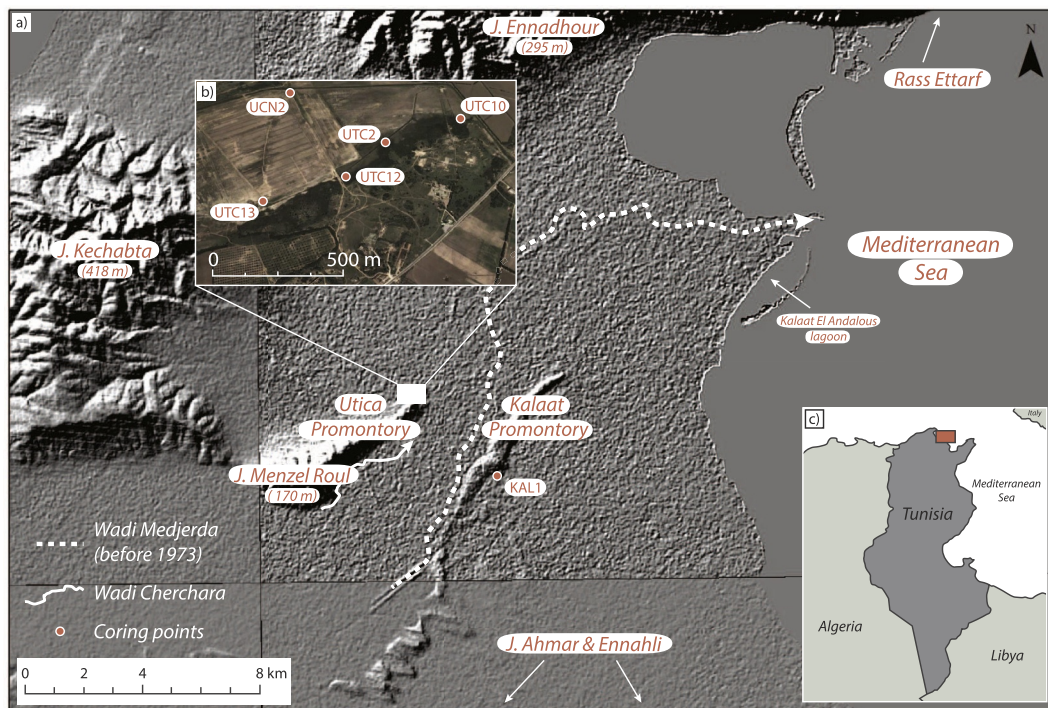 a)
J. Ennadhour
(295 m)
N
Rass Ettarf
b)
UCN2
UTC10
UTC2
UTC12
UTC13
0 500 m
J. Kechabta
(418 m)
Mediterranean
Sea
Kalaat El Andalous
lagoon
Utica
Promontory
Kalaat
Promontory
J. Menzel Roul
(170 m)
KAL1
Wadi Medjerda
(before 1973)
Wadi Cherchara
Coring points
0 2 4 8 km
J. Ahmar & Ennahli
c)
Italy
Mediterranean
Sea
Tunisia
Algeria
Libya